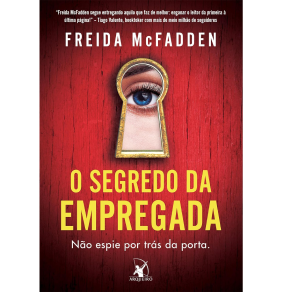 "Freida McFadden segue entregando aquilo que faz de melhor: enganar o leitor da primeira à
última página!" – Tiago Valente, booktoker com mais de meio milhão de seguidores
FREIDA McFADDEN
O SEGREDO DA
EMPREGADA
Não espie por trás da porta.
ARQUEIRO